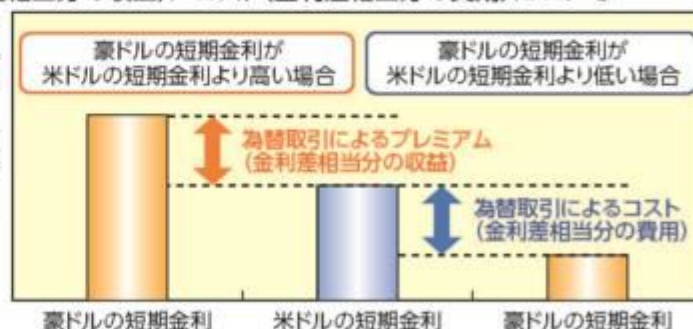 豪ドルの短期金利が
米ドルの短期金利より高い場合
豪ドルの短期金利が
米ドルの短期金利より低い場合
為替取引によるプレミアム
(金利差相当分の収益)
為替取引によるコスト
(金利差相当分の費用)
豪ドルの短期金利
米ドルの短期金利
豪ドルの短期金利